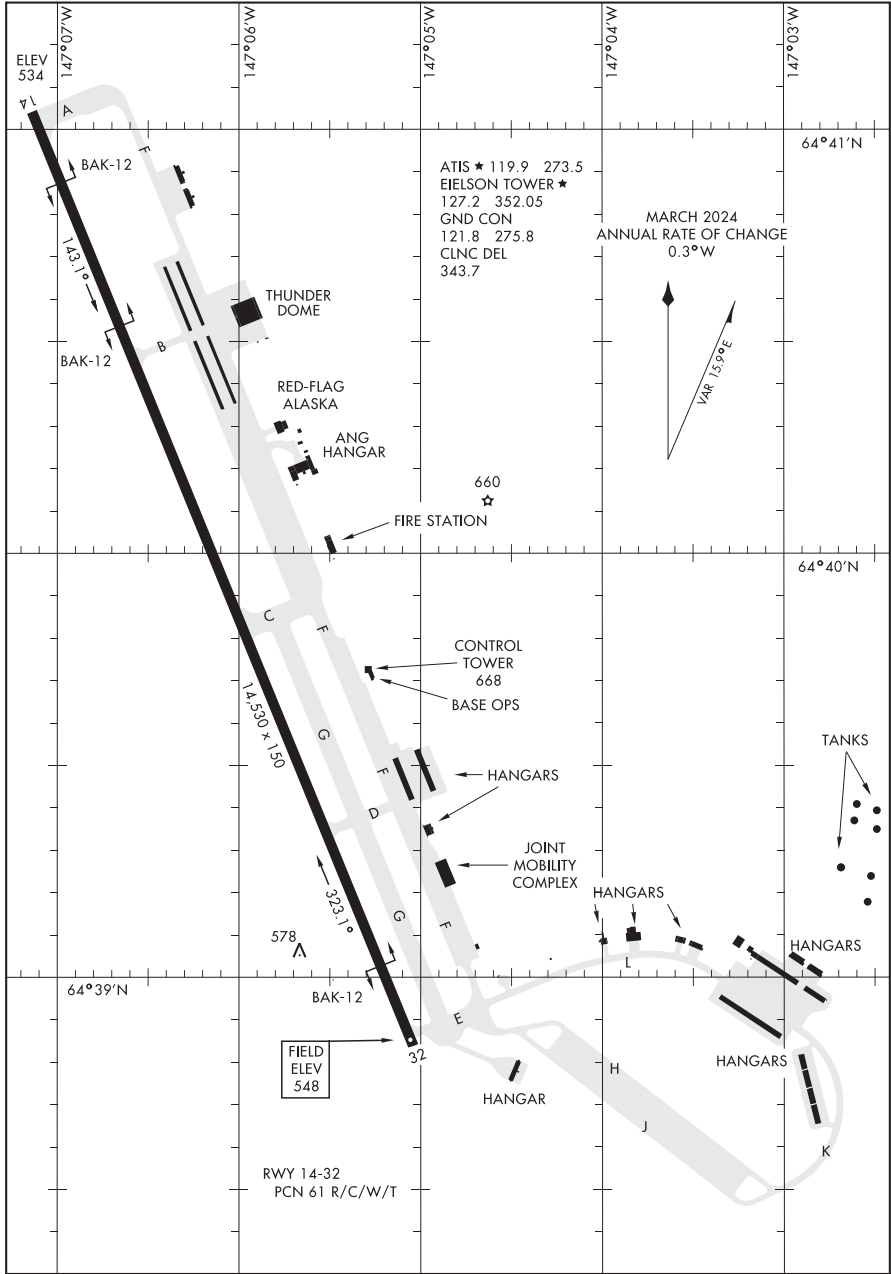 147°07'W
147°06'W
147°05'W
147°04'W
147°03'W
ELEV
534
14
A
F
64°41'N
BAK-12
ATIS ★ 119.9 273.5
EIELSON TOWER ★
127.2 352.05
GND CON
121.8 275.8
CLNC DEL
343.7
MARCH 2024
ANNUAL RATE OF CHANGE
0.3°W
VAR 15.9°E
143.1°
THUNDER
DOME
B
BAK-12
RED-FLAG
ALASKA
ANG
HANGAR
660
FIRE STATION
64°40'N
C
F
CONTROL
TOWER
668
BASE OPS
14,530 x 150
G
F
HANGARS
TANKS
D
JOINT
MOBILITY
COMPLEX
HANGARS
323.1°
G
F
578
L
HANGARS
64°39'N
BAK-12
E
32
FIELD
ELEV
548
HANGAR
H
HANGARS
J
K
RWY 14-32
PCN 61 R/C/W/T